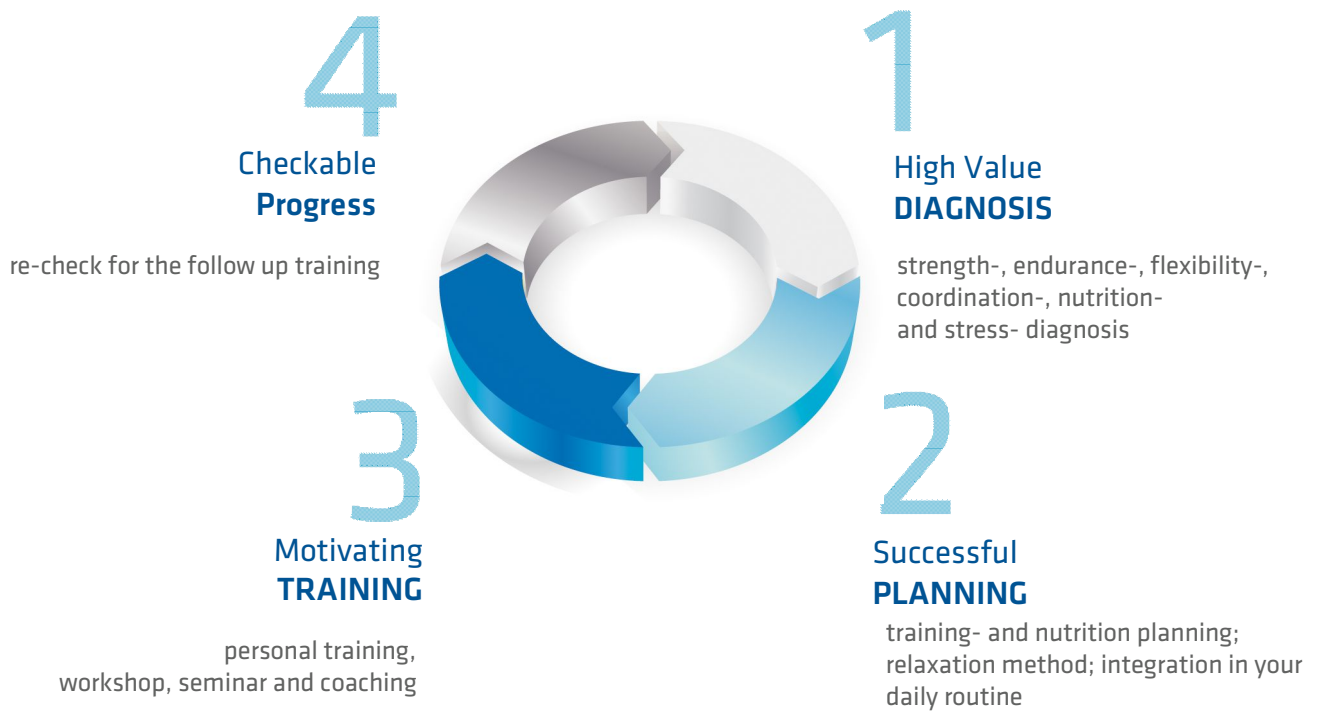 1
High Value
DIAGNOSIS
strength-, endurance-, flexibility-,
coordination-, nutrition-
and stress- diagnosis
2
Successful
PLANNING
training- and nutrition planning;
relaxation method; integration in your
daily routine
3
Motivating
TRAINING
personal training,
workshop, seminar and coaching
4
Checkable
Progress
re-check for the follow up training